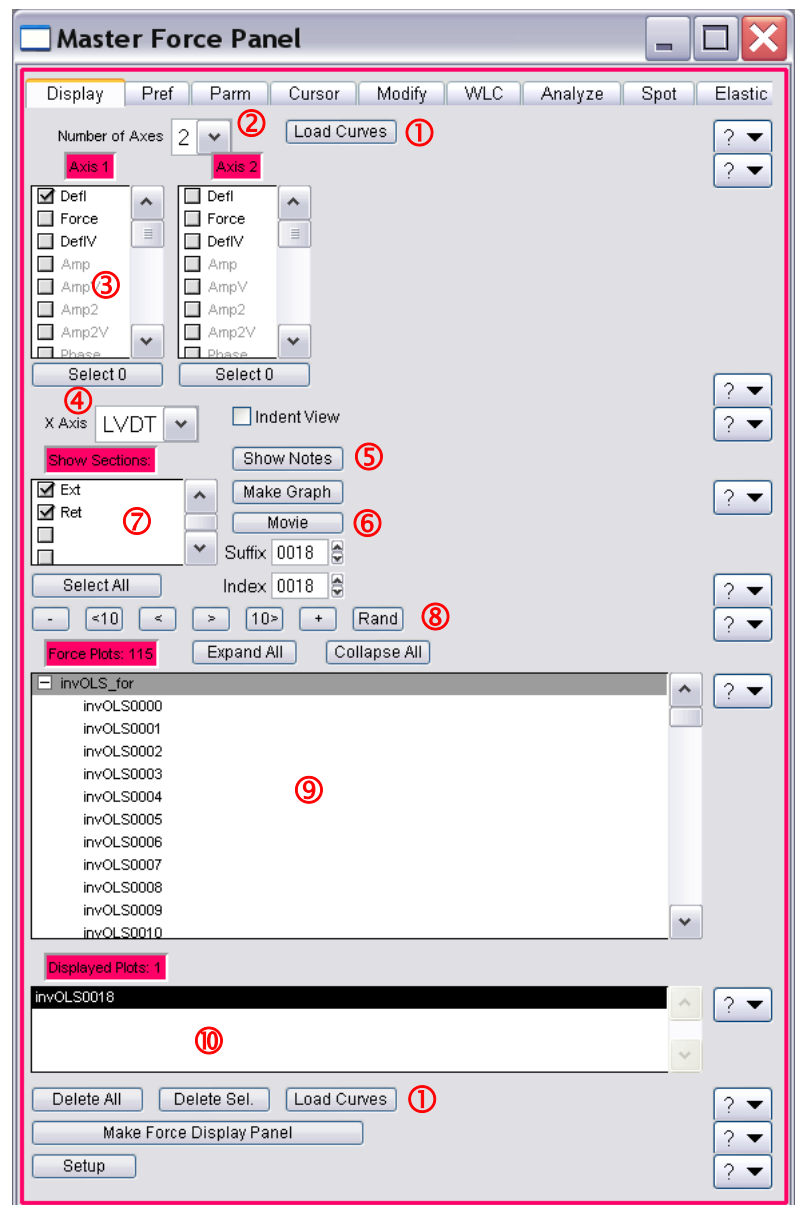 Master Force Panel
Display Pref Parm Cursor Modify WLC Analyze Spot Elastic
Number of Axes 2 ② Load Curves ① ?
Axis 1 Axis 2 ?
Defl Defl
Force Force
DeflV DeflV
Amp Amp
AmpV ③ AmpV
Amp2 Amp2
Amp2V Amp2V
Phase Phase
Select 0 Select 0 ?
④
X Axis LVDT Indent View ?
Show Sections: Show Notes ⑤
Ext Make Graph ?
Ret ⑦ Movie ⑥
Suffix 0018
Select All Index 0018 ?
- <10 < > 10> + Rand ⑧ ?
Force Plots: 115 Expand All Collapse All
invOLS_for ?
invOLS0000
invOLS0001
invOLS0002
invOLS0003
invOLS0004 ⑨
invOLS0005
invOLS0006
invOLS0007
invOLS0008
invOLS0009
invOLS0010
Displayed Plots: 1
invOLS0018 ?
⑩
Delete All Delete Sel. Load Curves ① ?
Make Force Display Panel ?
Setup ?